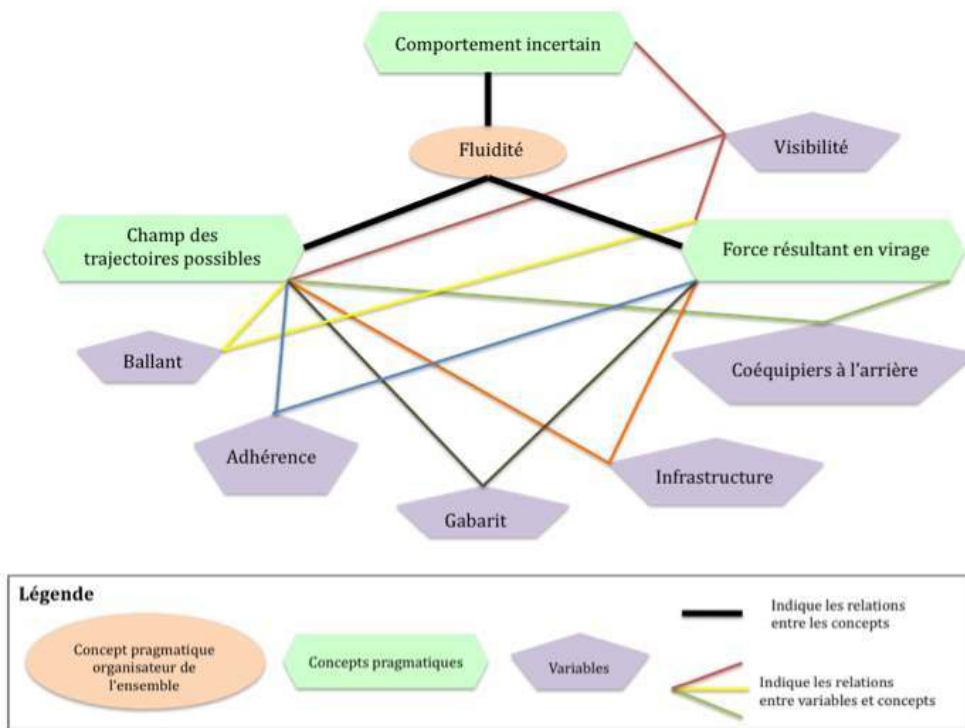 Comportement incertain
Fluidité
Visibilité
Champ des
trajectoires possibles
Force résultant en virage
Ballant
Coéquipiers à l'arrière
Adhérence
Infrastructure
Gabarit
Légende
Concept pragmatique
organisateur de
l'ensemble
Concepts pragmatiques
Variables
Indique les relations
entre les concepts
Indique les relations
entre variables et concepts